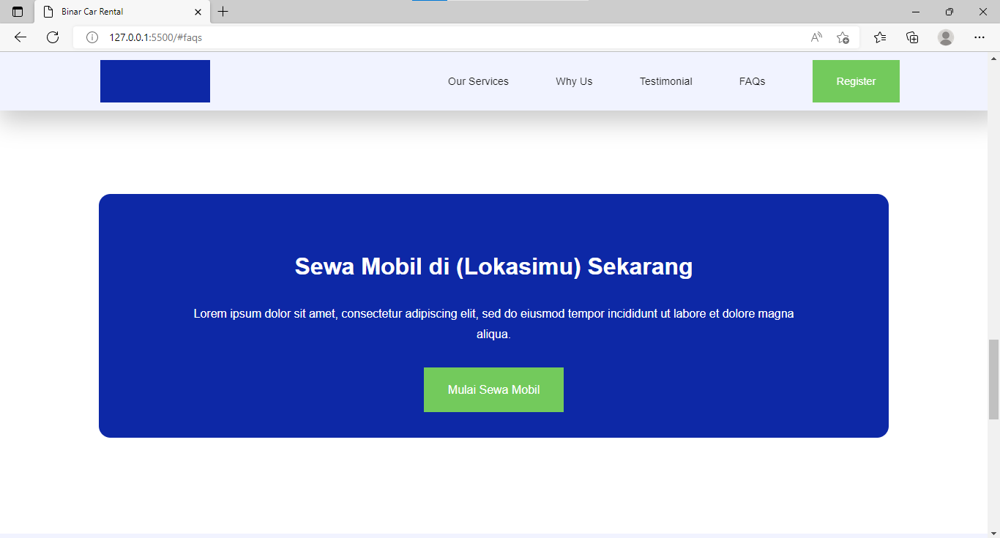 Binar Car Rental
127.0.0.1:5500/#faqs
Our Services Why Us Testimonial FAQs Register
Sewa Mobil di (Lokasimu) Sekarang
Lorem ipsum dolor sit amet, consectetur adipiscing elit, sed do eiusmod tempor incididunt ut labore et dolore magna
aliqua.
Mulai Sewa Mobil